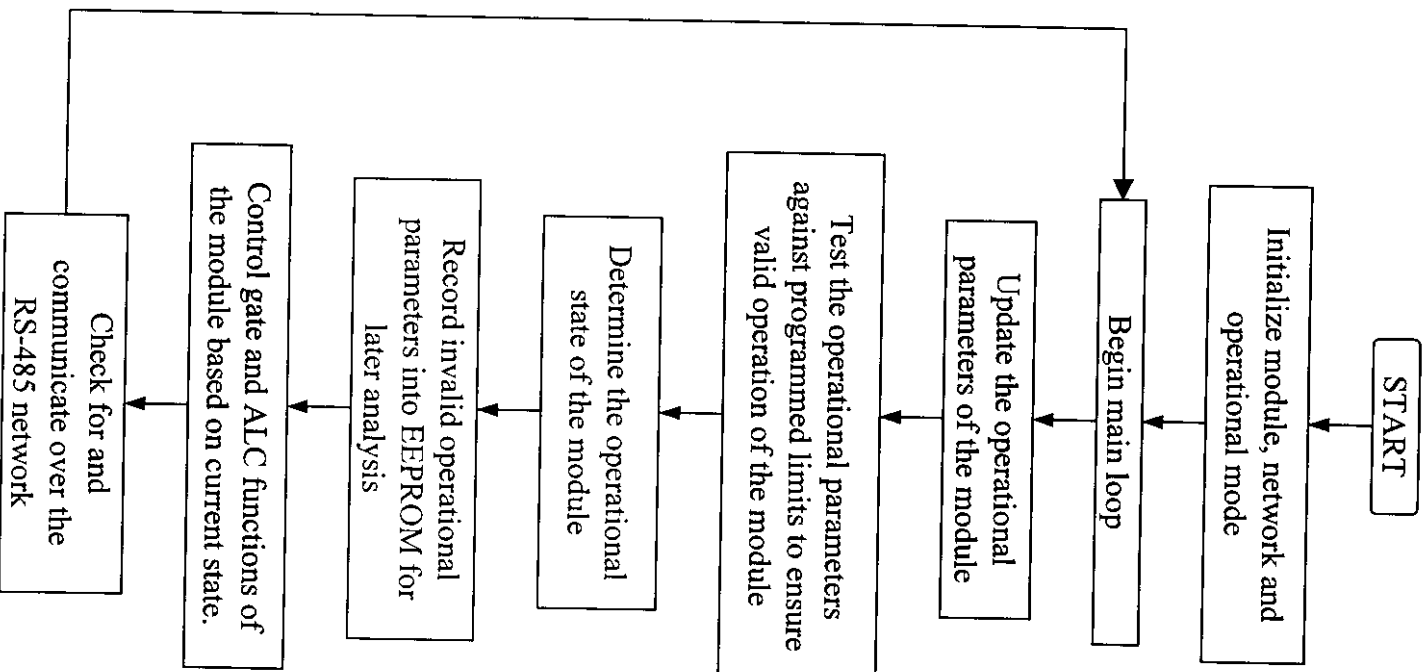 START
Initialize module, network and
operational mode
Begin main loop
Update the operational
parameters of the module
Test the operational parameters
against programmed limits to ensure
valid operation of the module
Determine the operational
state of the module
Record invalid operational
parameters into EEPROM for
later analysis
Control gate and ALC functions of
the module based on current state.
Check for and
communicate over the
RS-485 network